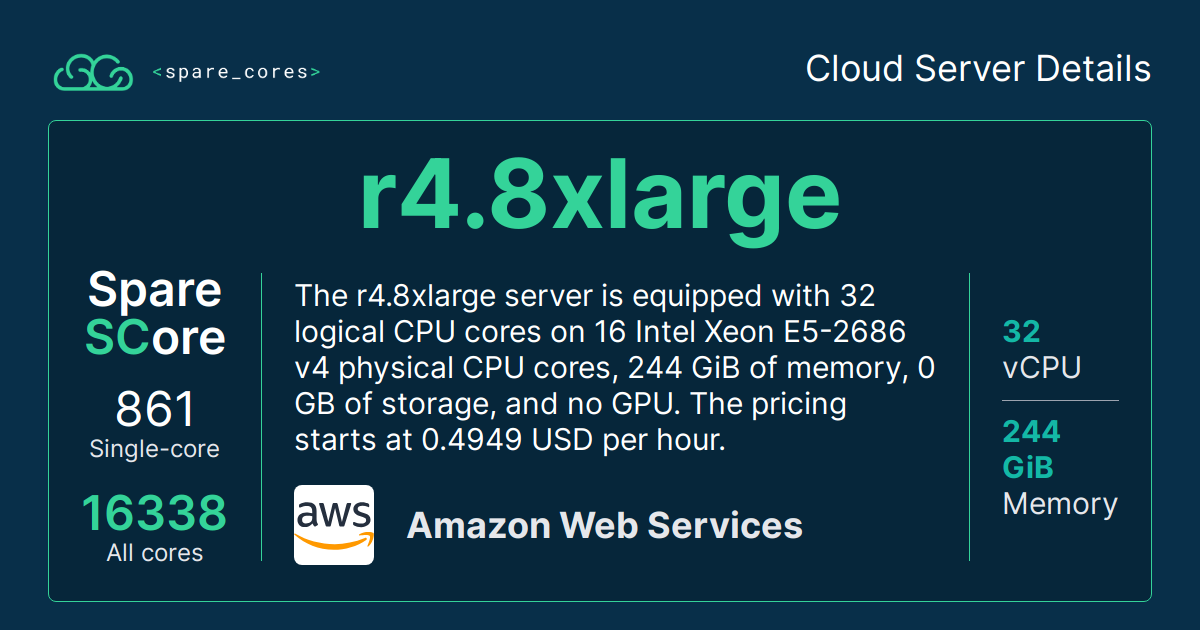 <spare_cores>
Cloud Server Details
r4.8xlarge
Spare
SCore
861
Single-core
16338
All cores
The r4.8xlarge server is equipped with 32
logical CPU cores on 16 Intel Xeon E5-2686
v4 physical CPU cores, 244 GiB of memory, 0
GB of storage, and no GPU. The pricing
starts at 0.4949 USD per hour.
aws
Amazon Web Services
32
vCPU
244
GiB
Memory